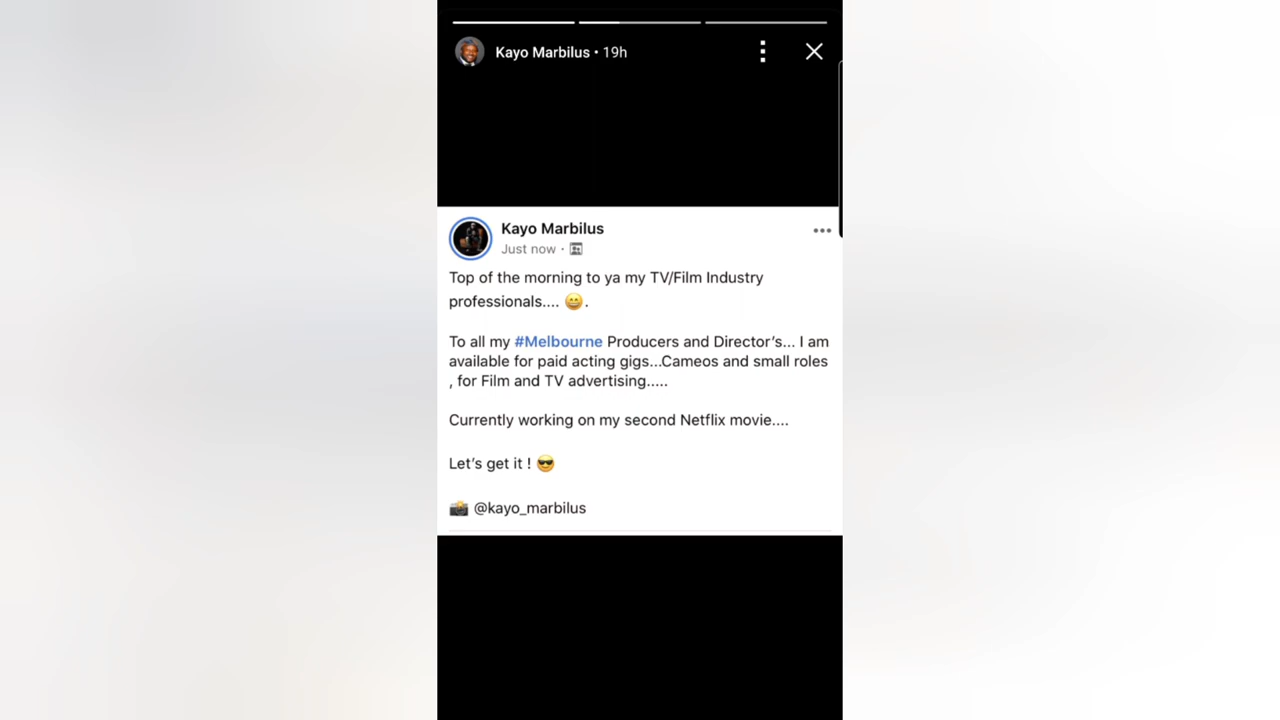 Kayo Marbilus • 19h
Kayo Marbilus
Just now ·
Top of the morning to ya my TV/Film Industry
professionals.... 😄.
To all my #Melbourne Producers and Director’s... I am
available for paid acting gigs...Cameos and small roles
, for Film and TV advertising.....
Currently working on my second Netflix movie....
Let’s get it ! 😎
📸 @kayo_marbilus